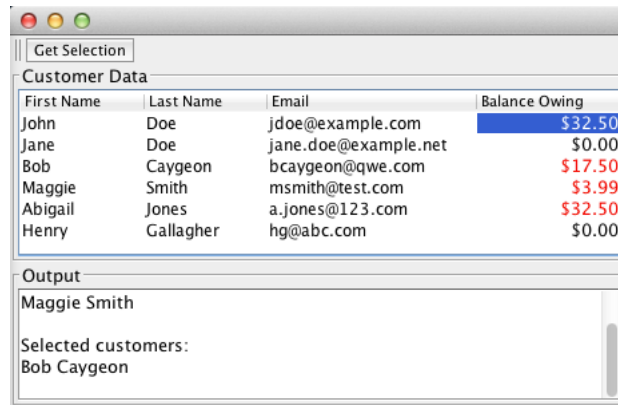 Get Selection
Customer Data
First Name Last Name Email Balance Owing
John Doe jdoe@example.com $32.50
Jane Doe jane.doe@example.net $0.00
Bob Caygeon bcaygeon@qwe.com $17.50
Maggie Smith msmith@test.com $3.99
Abigail Jones a.jones@123.com $32.50
Henry Gallagher hg@abc.com $0.00
Output
Maggie Smith
Selected customers:
Bob Caygeon